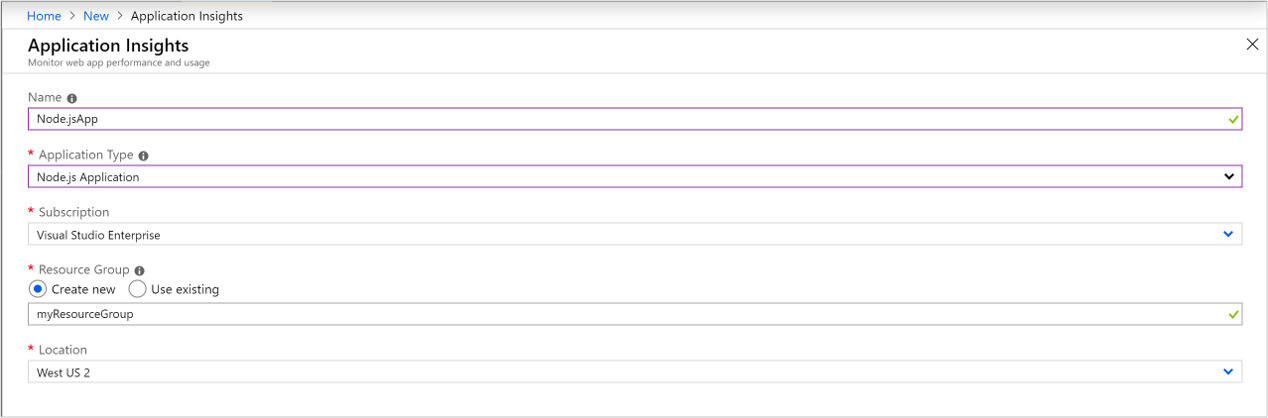 Home > New > Application Insights
Application Insights
Monitor web app performance and usage
Name
Node.jsApp
* Application Type
Node.js Application
* Subscription
Visual Studio Enterprise
* Resource Group
Create new Use existing
myResourceGroup
* Location
West US 2